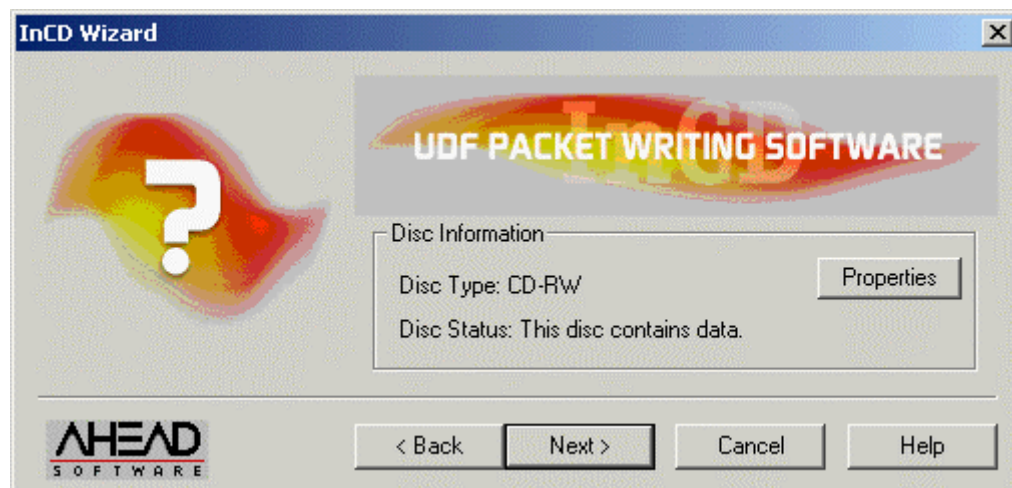 InCD Wizard
InCD
UDF PACKET WRITING SOFTWARE
Disc Information
Disc Type: CD-RW
Properties
Disc Status: This disc contains data.
AHEAD
SOFTWARE
< Back
Next >
Cancel
Help